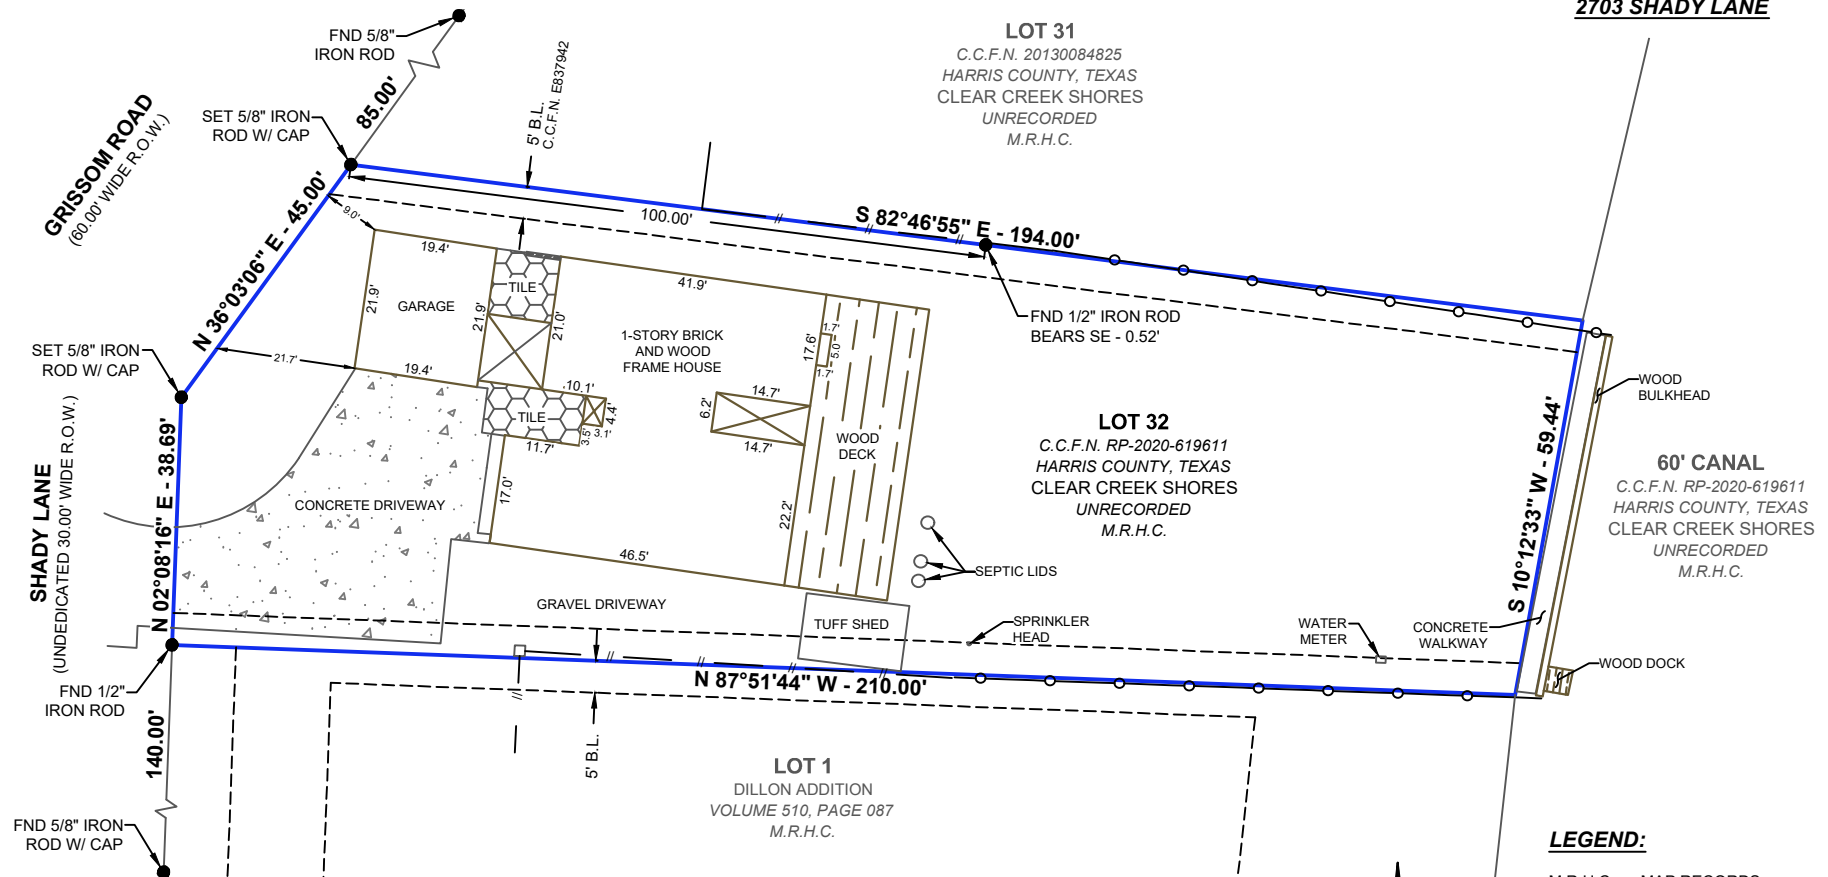 2703 SHADY LANE
FND 5/8"
IRON ROD
85.00'
SET 5/8" IRON
ROD W/ CAP
GRISSOM ROAD
(60.00' WIDE R.O.W.)
5' B.L.
C.C.F.N. E837942
LOT 31
C.C.F.N. 20130084825
HARRIS COUNTY, TEXAS
CLEAR CREEK SHORES
UNRECORDED
M.R.H.C.
N 36°03'06" E - 45.00'
9.0'
100.00'
S 82°46'55" E - 194.00'
FND 1/2" IRON ROD
BEARS SE - 0.52'
19.4'
GARAGE
21.9'
21.9'
TILE
21.0'
41.9'
1-STORY BRICK
AND WOOD
FRAME HOUSE
17.6'
1.7'
5.0'
1.7'
SET 5/8" IRON
ROD W/ CAP
21.7'
19.4'
10.1'
TILE
4.4'
3.5'
3.1'
11.7'
14.7'
6.2'
14.7'
WOOD
DECK
LOT 32
C.C.F.N. RP-2020-619611
HARRIS COUNTY, TEXAS
CLEAR CREEK SHORES
UNRECORDED
M.R.H.C.
WOOD
BULKHEAD
S 10°12'33" W - 59.44'
60' CANAL
C.C.F.N. RP-2020-619611
HARRIS COUNTY, TEXAS
CLEAR CREEK SHORES
UNRECORDED
M.R.H.C.
SHADY LANE
(UNDEDICATED 30.00' WIDE R.O.W.)
N 02°08'16" E - 38.69'
CONCRETE DRIVEWAY
17.0'
22.2'
46.5'
SEPTIC LIDS
GRAVEL DRIVEWAY
TUFF SHED
SPRINKLER
HEAD
WATER
METER
CONCRETE
WALKWAY
WOOD DOCK
FND 1/2"
IRON ROD
N 87°51'44" W - 210.00'
5' B.L.
140.00'
LOT 1
DILLON ADDITION
VOLUME 510, PAGE 087
M.R.H.C.
FND 5/8" IRON
ROD W/ CAP
LEGEND:
M.R.H.C. MAP RECORDS